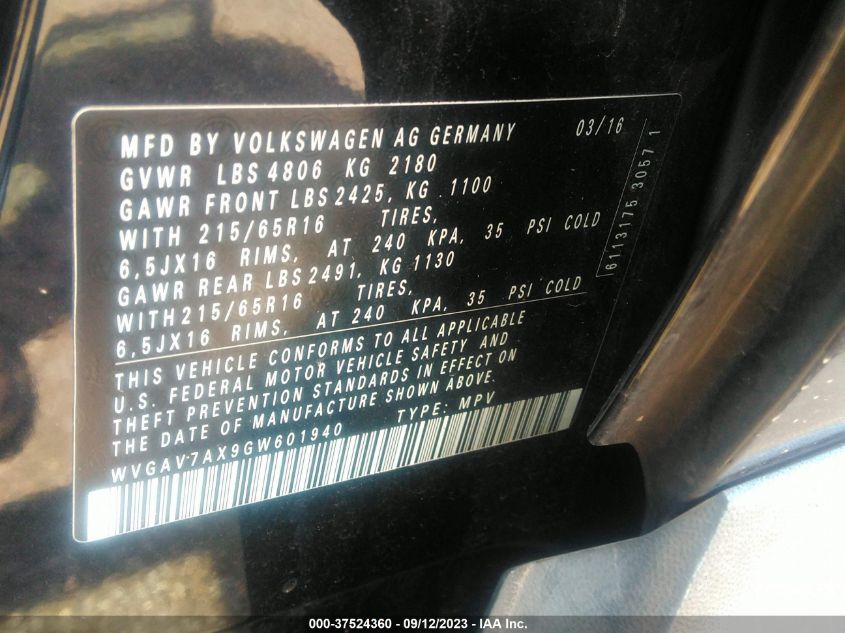 MFD BY VOLKSWAGEN AG GERMANY 03/16
GVWR LBS 4806 KG 2180
GAWR FRONT LBS 2425, KG 1100
WITH 215/65R16 TIRES,
6,5JX16 RIMS, AT 240 KPA, 35 PSI COLD
GAWR REAR LBS 2491, KG 1130
WITH 215/65R16 TIRES,
6,5JX16 RIMS, AT 240 KPA, 35 PSI COLD
THIS VEHICLE CONFORMS TO ALL APPLICABLE
U.S. FEDERAL MOTOR VEHICLE SAFETY AND
THEFT PREVENTION STANDARDS IN EFFECT ON
THE DATE OF MANUFACTURE SHOWN ABOVE.
WVGAV7AX9GW601940 TYPE: MPV
6113175 3057 1
000-37524360 - 09/12/2023 - IAA Inc.